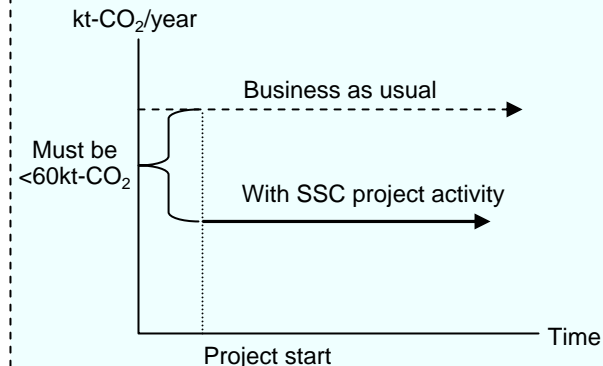 kt-CO₂/year
Business as usual
Must be
<60kt-CO₂
With SSC project activity
Time
Project start